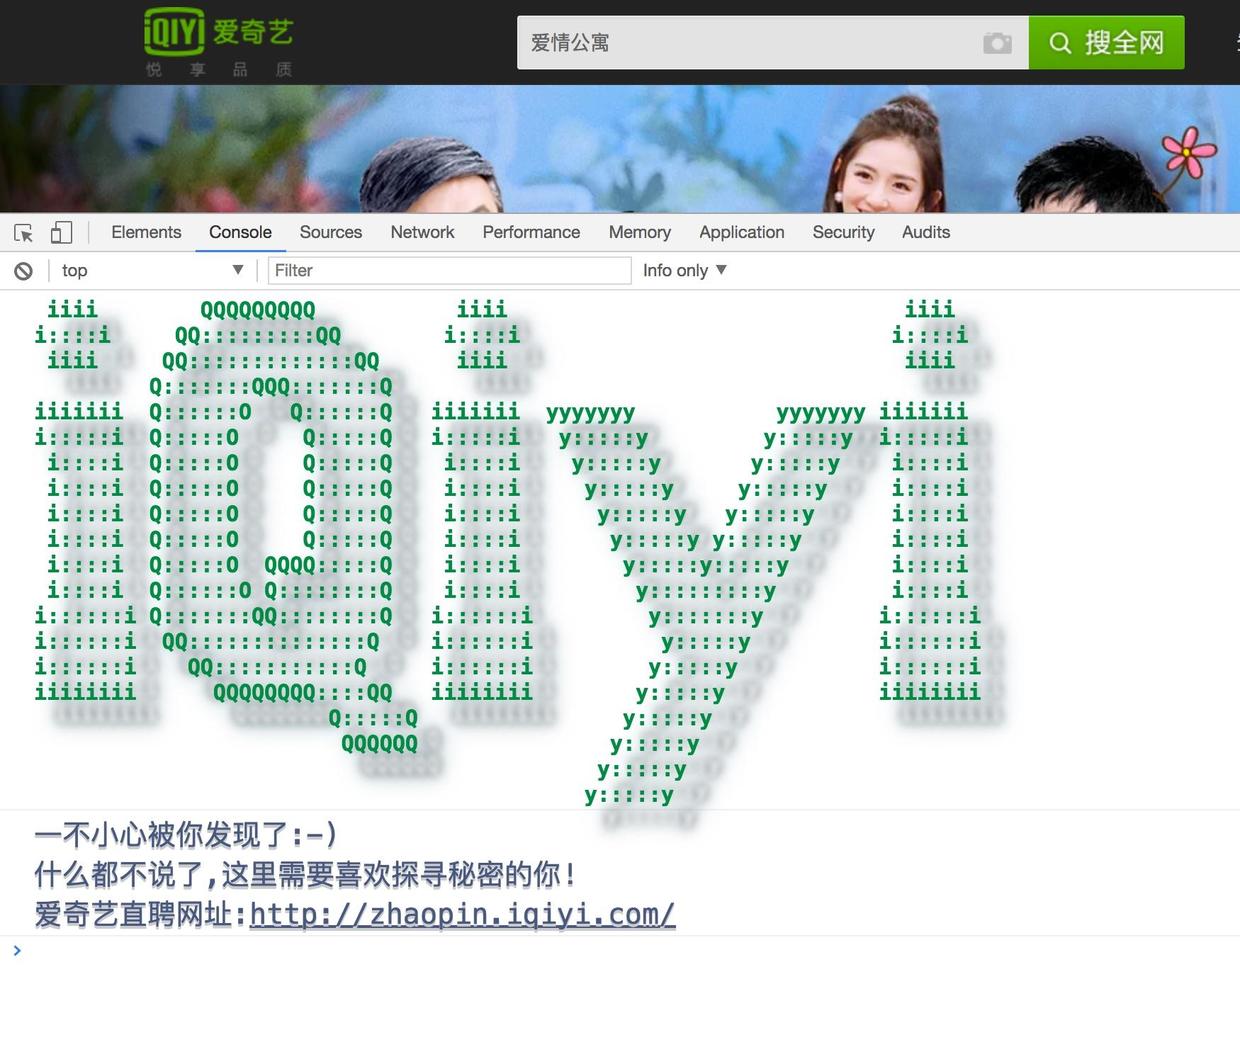 iQIYI 爱奇艺
悦 享 品 质
爱情公寓
搜全网
Elements Console Sources Network Performance Memory Application Security Audits
top
Filter
Info only
iiii        QQQQQQQQQ           iiii                               iiii
i::::i     QQ:::::::::QQ        i::::i                             i::::i
iiii    QQ:::::::::::::QQ      iiii                               iiii
Q:::::::QQQ:::::::Q
iiiiiii  Q::::::O   Q::::::Q   iiiiiii  yyyyyyy           yyyyyyy iiiiiii
i:::::i  Q:::::O     Q:::::Q   i:::::i   y:::::y         y:::::y  i:::::i
i::::i  Q:::::O     Q:::::Q    i::::i    y:::::y       y:::::y    i::::i
i::::i  Q:::::O     Q:::::Q    i::::i     y:::::y     y:::::y     i::::i
i::::i  Q:::::O     Q:::::Q    i::::i      y:::::y   y:::::y      i::::i
i::::i  Q:::::O     Q:::::Q    i::::i       y:::::y y:::::y       i::::i
i::::i  Q:::::O  QQQQ:::::Q    i::::i        y:::::y:::::y        i::::i
i::::i  Q::::::O Q::::::::Q    i::::i         y:::::::::y         i::::i
i::::::i Q:::::::QQ::::::::Q   i::::::i         y:::::::y         i::::::i
i::::::i  QQ::::::::::::::Q    i::::::i          y:::::y          i::::::i
i::::::i    QQ:::::::::::Q     i::::::i         y:::::y           i::::::i
iiiiiiii      QQQQQQQQ::::QQ   iiiiiiii        y:::::y            iiiiiiii
Q:::::Q                y:::::y
QQQQQQ               y:::::y
y:::::y
y:::::y
一不小心被你发现了:-)
什么都不说了,这里需要喜欢探寻秘密的你!
爱奇艺直聘网址:http://zhaopin.iqiyi.com/